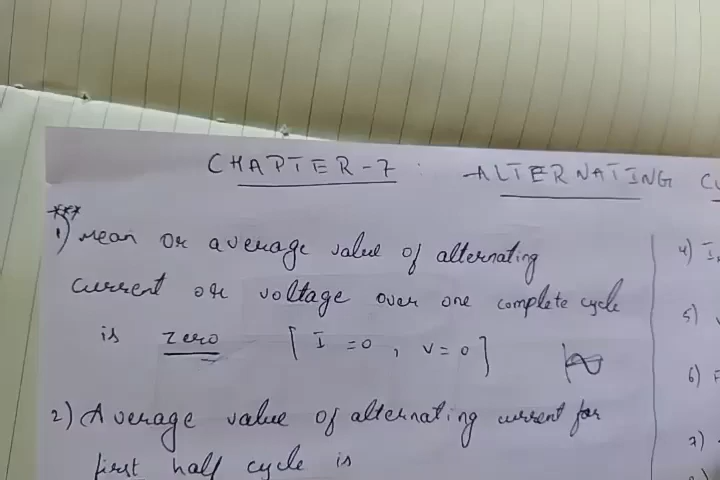 CHAPTER-7 : ALTERNATING
***
1) Mean or average value of alternating
current or voltage over one complete cycle
is zero [ I = 0 , V = 0 ]
2) Average value of alternating current for
first half cycle is
4)
5)
6)
7)